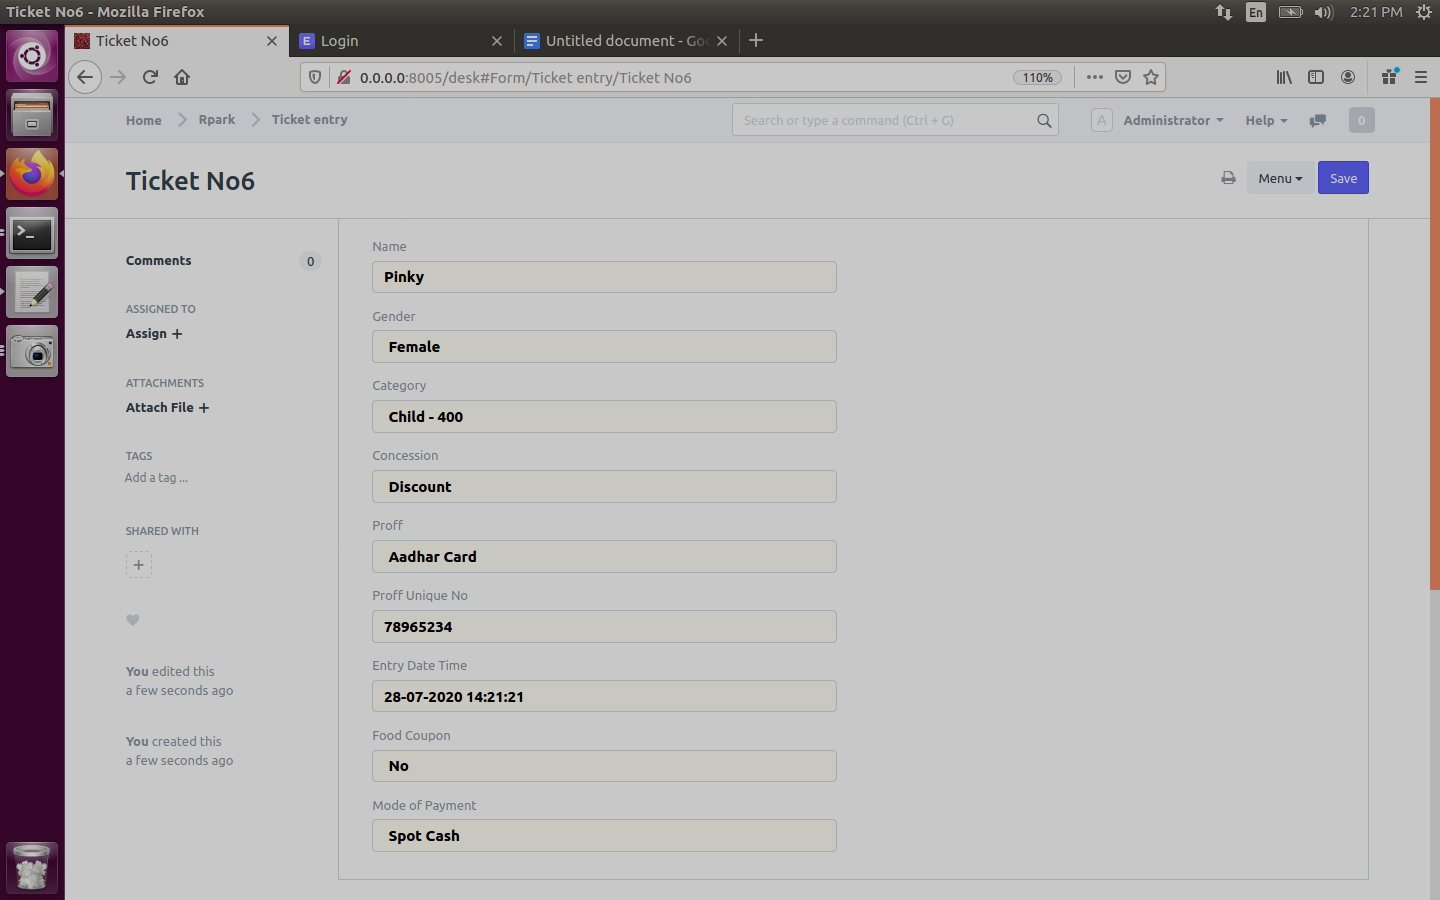 Ticket No6 - Mozilla Firefox
En
2:21 PM
Ticket No6
E Login
Untitled document - Goo
0.0.0.0:8005/desk#Form/Ticket entry/Ticket No6
110%
Home
Rpark
Ticket entry
Search or type a command (Ctrl + G)
A
Administrator
Help
0
Ticket No6
Menu
Save
Comments
0
ASSIGNED TO
Assign +
ATTACHMENTS
Attach File +
TAGS
Add a tag ...
SHARED WITH
+
You edited this
a few seconds ago
You created this
a few seconds ago
Name
Pinky
Gender
Female
Category
Child - 400
Concession
Discount
Proff
Aadhar Card
Proff Unique No
78965234
Entry Date Time
28-07-2020 14:21:21
Food Coupon
No
Mode of Payment
Spot Cash